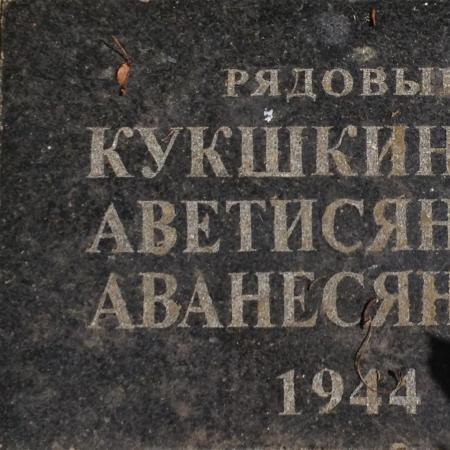 РЯДОВЫ
КУКШКИН
АВЕТИСЯН
АВАНЕСЯН
1944